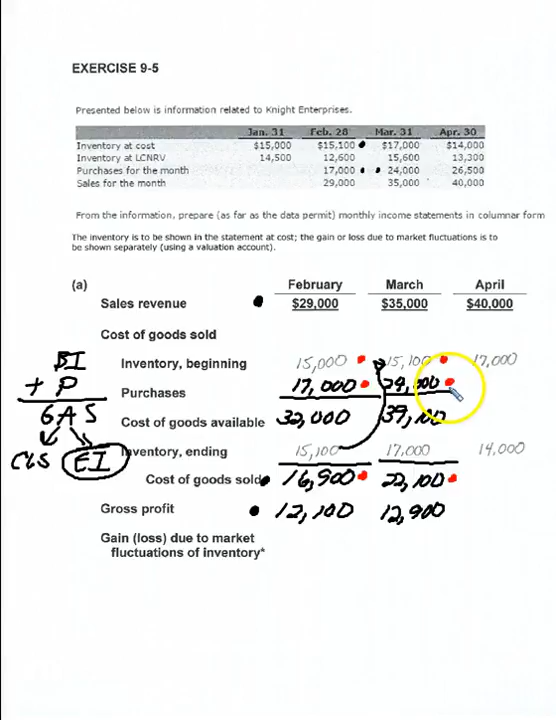 EXERCISE 9-5
Presented below is information related to Knight Enterprises.
Jan. 31 Feb. 28 Mar. 31 Apr. 30
Inventory at cost $15,000 $15,100 $17,000 $14,000
Inventory at LCNRV 14,500 12,600 15,600 13,300
Purchases for the month 17,000 24,000 26,500
Sales for the month 29,000 35,000 40,000
From the information, prepare (as far as the data permit) monthly income statements in columnar form
The inventory is to be shown in the statement at cost; the gain or loss due to market fluctuations is to
be shown separately (using a valuation account).
(a) February March April
Sales revenue $29,000 $35,000 $40,000
Cost of goods sold
BI Inventory, beginning 15,000 15,100 17,000
+ P Purchases 17,000 24,000
GAS Cost of goods available 32,000 39,100
CGS EI Inventory, ending 15,100 17,000 14,000
Cost of goods sold 16,900 22,100
Gross profit 12,100 12,900
Gain (loss) due to market
fluctuations of inventory*